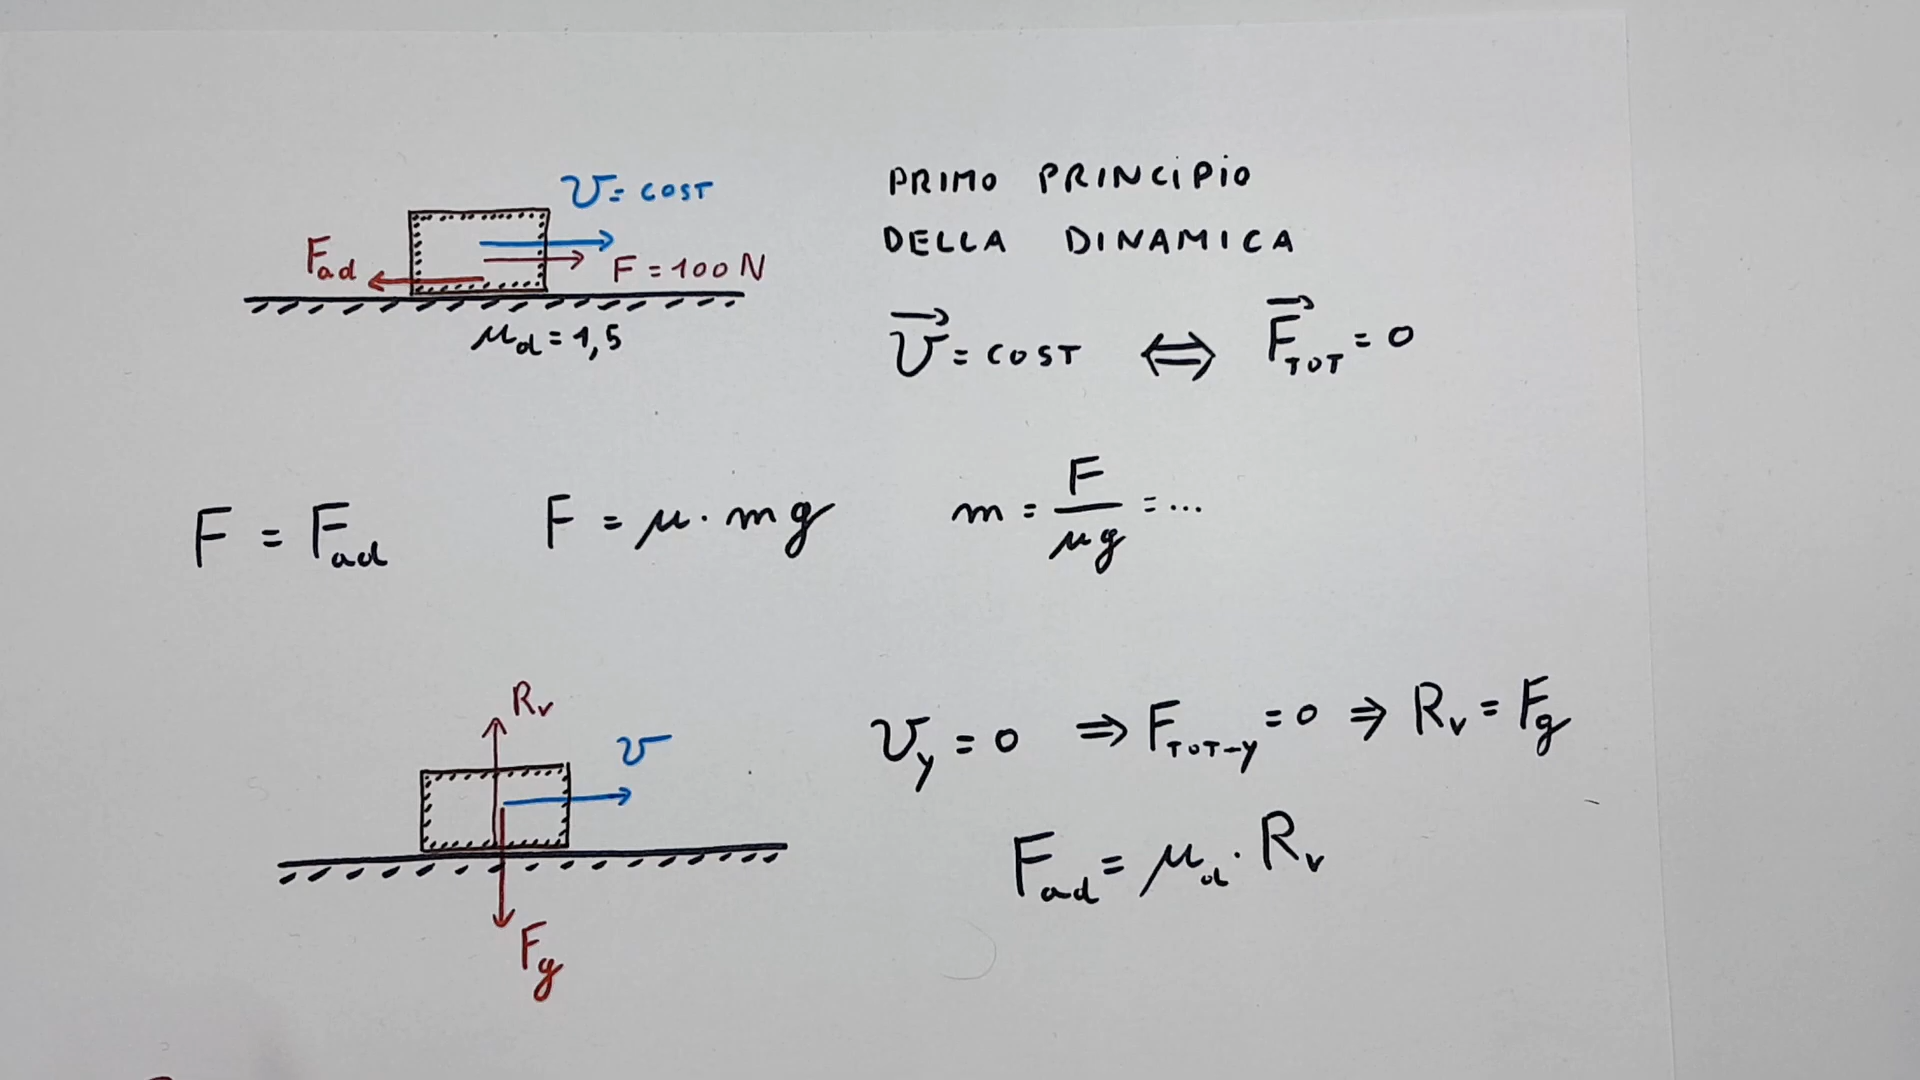 PRIMO PRINCIPIO
DELLA DINAMICA
v = COST
F = 100 N
Fad
μd = 1,5
v⃗ = COST ⟺ F⃗TOT = 0
F = Fad
F = μ · mg
m = F/μg = ...
Rv
v
Fg
vy = 0 ⇒ FTOT-y = 0 ⇒ Rv = Fg
Fad = μd · Rv